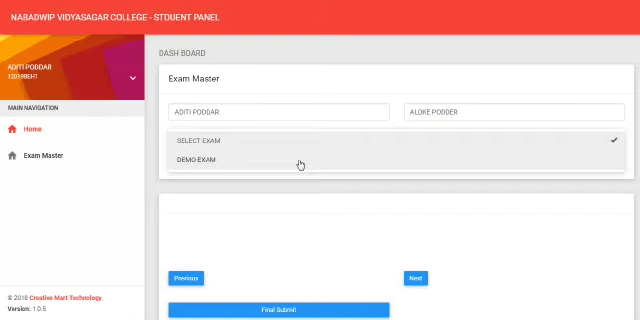 NABADWIP VIDYASAGAR COLLEGE - STDUENT PANEL
ADITI PODDAR
12019BEH1
MAIN NAVIGATION
Home
Exam Master
© 2018 Creative Mart Technology.
Version: 1.0.5
DASH BOARD
Exam Master
ADITI PODDAR
ALOKE PODDER
SELECT EXAM
DEMO EXAM
Previous
Next
Final Submit